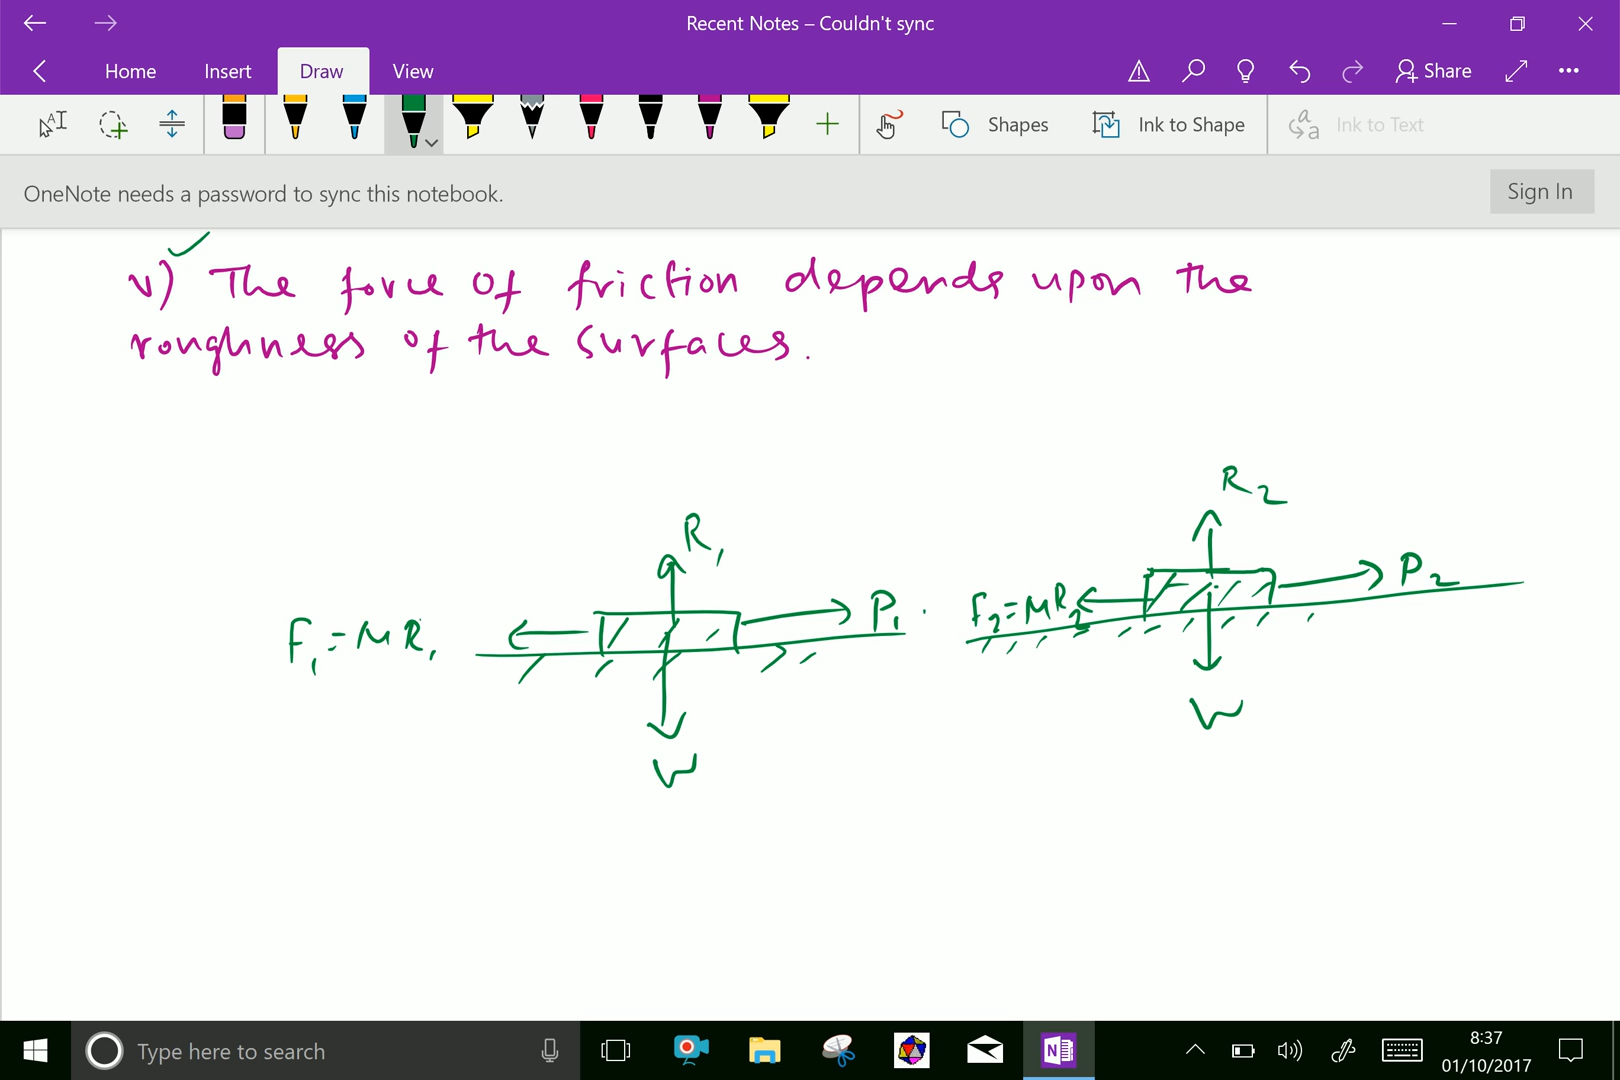 Recent Notes – Couldn't sync
Home Insert Draw View Share
Shapes Ink to Shape Ink to Text
OneNote needs a password to sync this notebook. Sign In
v) The force of friction depends upon the
roughness of the surfaces.
R₁
F₁ = μR₁
P₁
W
R₂
F₂ = μR₂
P₂
W
Type here to search
8:37
01/10/2017